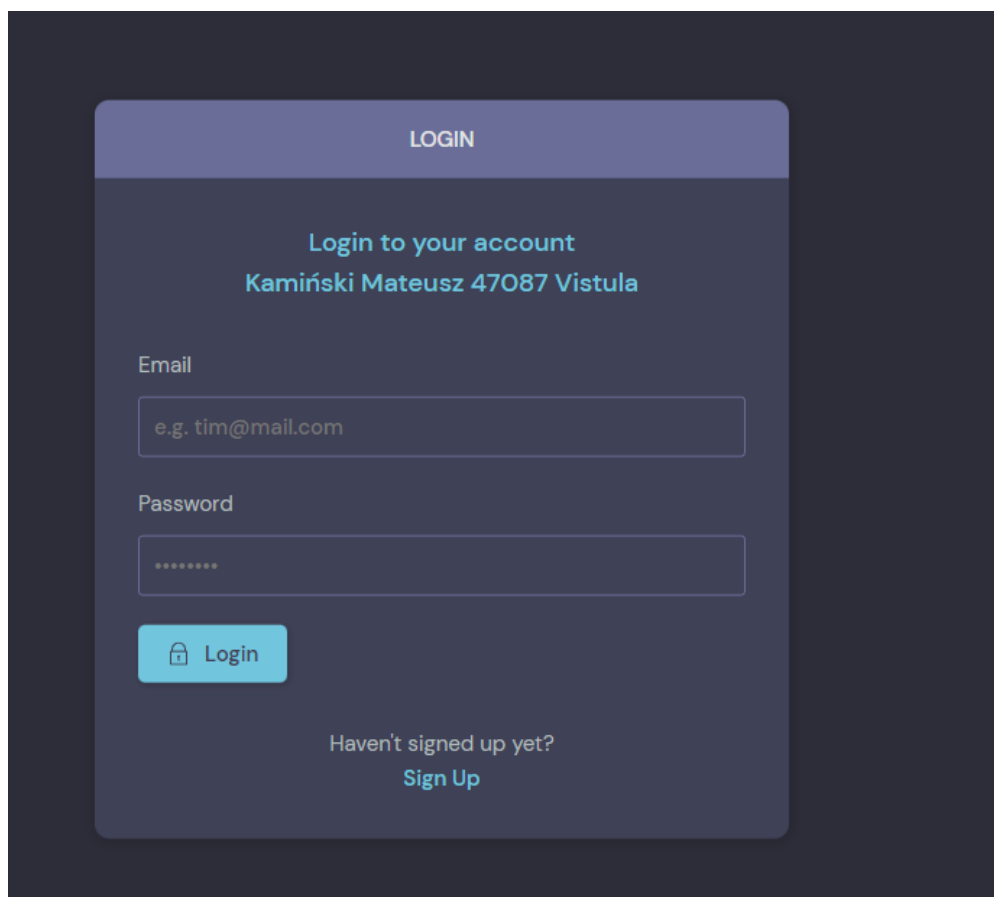 LOGIN
Login to your account
Kamiński Mateusz 47087 Vistula
Email
e.g. tim@mail.com
Password
••••••••
Login
Haven't signed up yet?
Sign Up